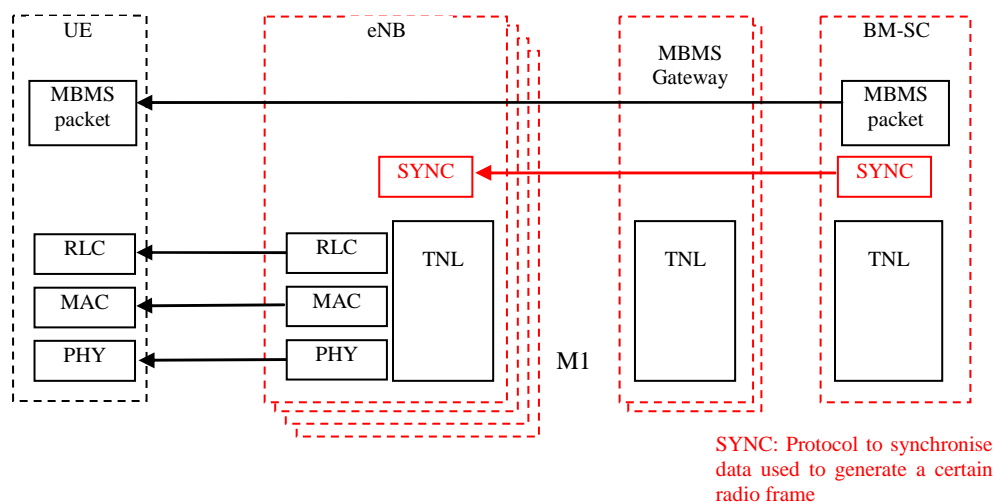 UE
eNB
MBMS
Gateway
BM-SC
MBMS
packet
MBMS
packet
SYNC
SYNC
RLC
RLC
TNL
TNL
TNL
MAC
MAC
PHY
PHY
M1
SYNC: Protocol to synchronise
data used to generate a certain
radio frame